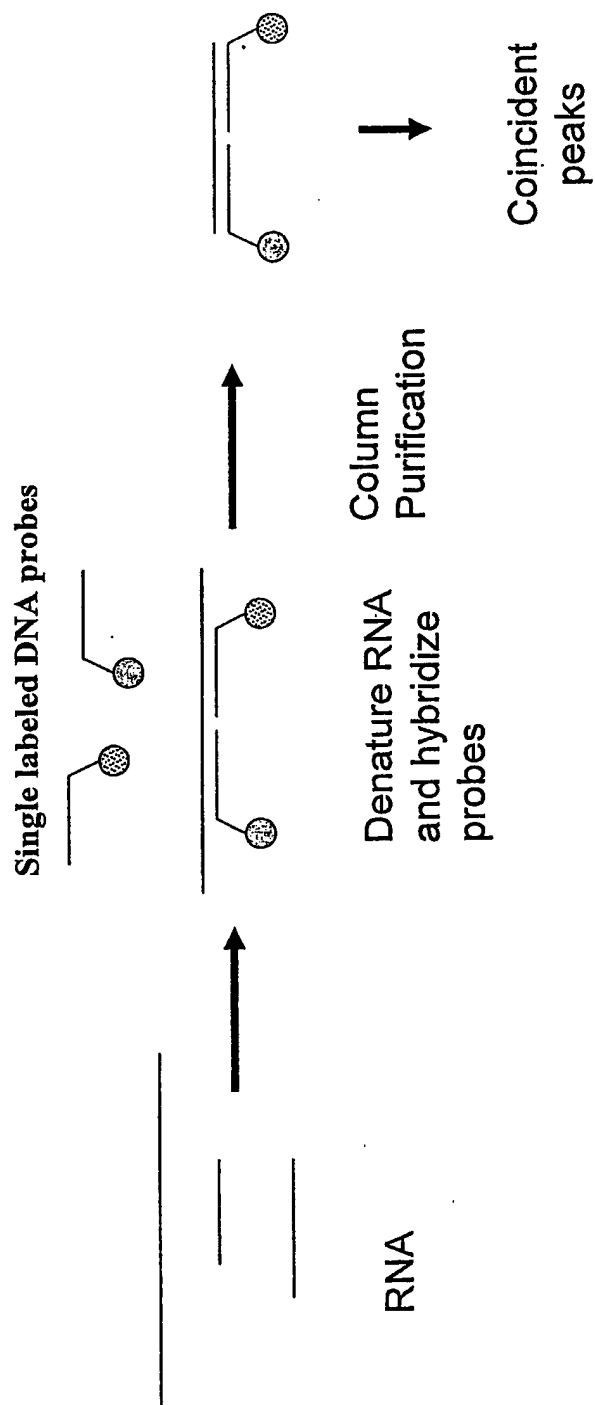 Single labeled DNA probes
RNA
Denature RNA
and hybridize
probes
Column
Purification
Coincident
peaks